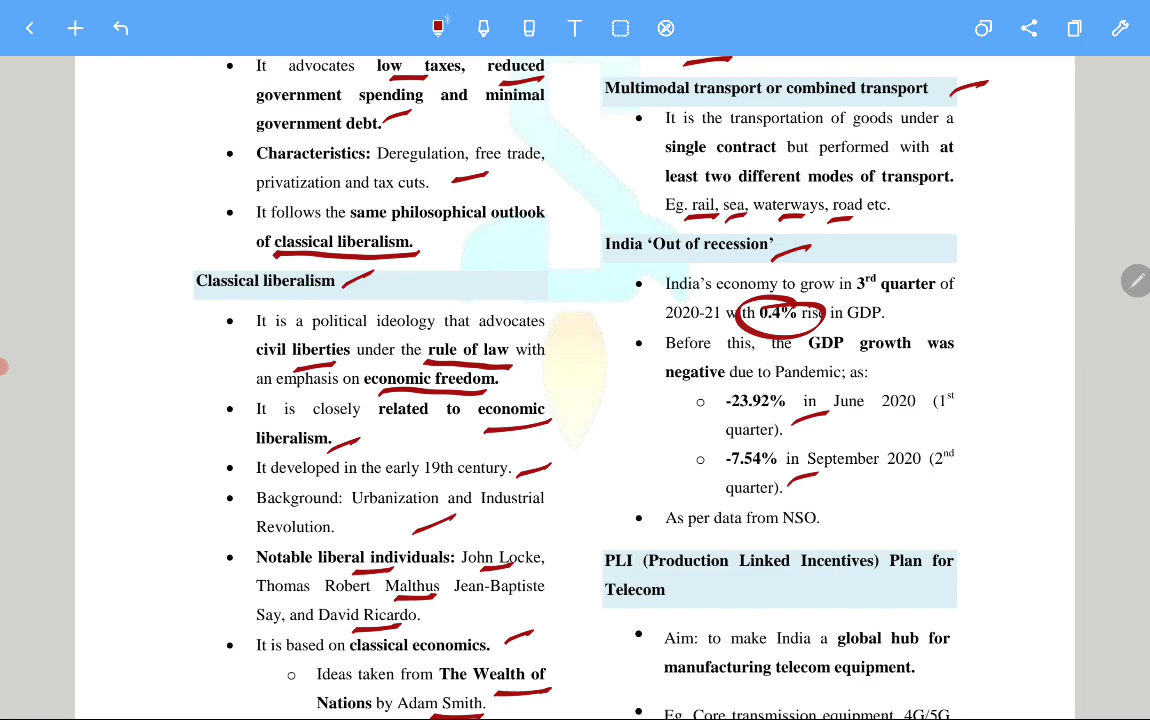 • It advocates low taxes, reduced
government spending and minimal
government debt.
• Characteristics: Deregulation, free trade,
privatization and tax cuts.
• It follows the same philosophical outlook
of classical liberalism.
Classical liberalism
• It is a political ideology that advocates
civil liberties under the rule of law with
an emphasis on economic freedom.
• It is closely related to economic
liberalism.
• It developed in the early 19th century.
• Background: Urbanization and Industrial
Revolution.
• Notable liberal individuals: John Locke,
Thomas Robert Malthus Jean-Baptiste
Say, and David Ricardo.
• It is based on classical economics.
o Ideas taken from The Wealth of
Nations by Adam Smith.
Multimodal transport or combined transport
• It is the transportation of goods under a
single contract but performed with at
least two different modes of transport.
Eg. rail, sea, waterways, road etc.
India ‘Out of recession’
• India’s economy to grow in 3rd quarter of
2020-21 with 0.4% rise in GDP.
• Before this, the GDP growth was
negative due to Pandemic; as:
o -23.92% in June 2020 (1st
quarter).
o -7.54% in September 2020 (2nd
quarter).
• As per data from NSO.
PLI (Production Linked Incentives) Plan for
Telecom
• Aim: to make India a global hub for
manufacturing telecom equipment.
• Eg. Core transmission equipment, 4G/5G